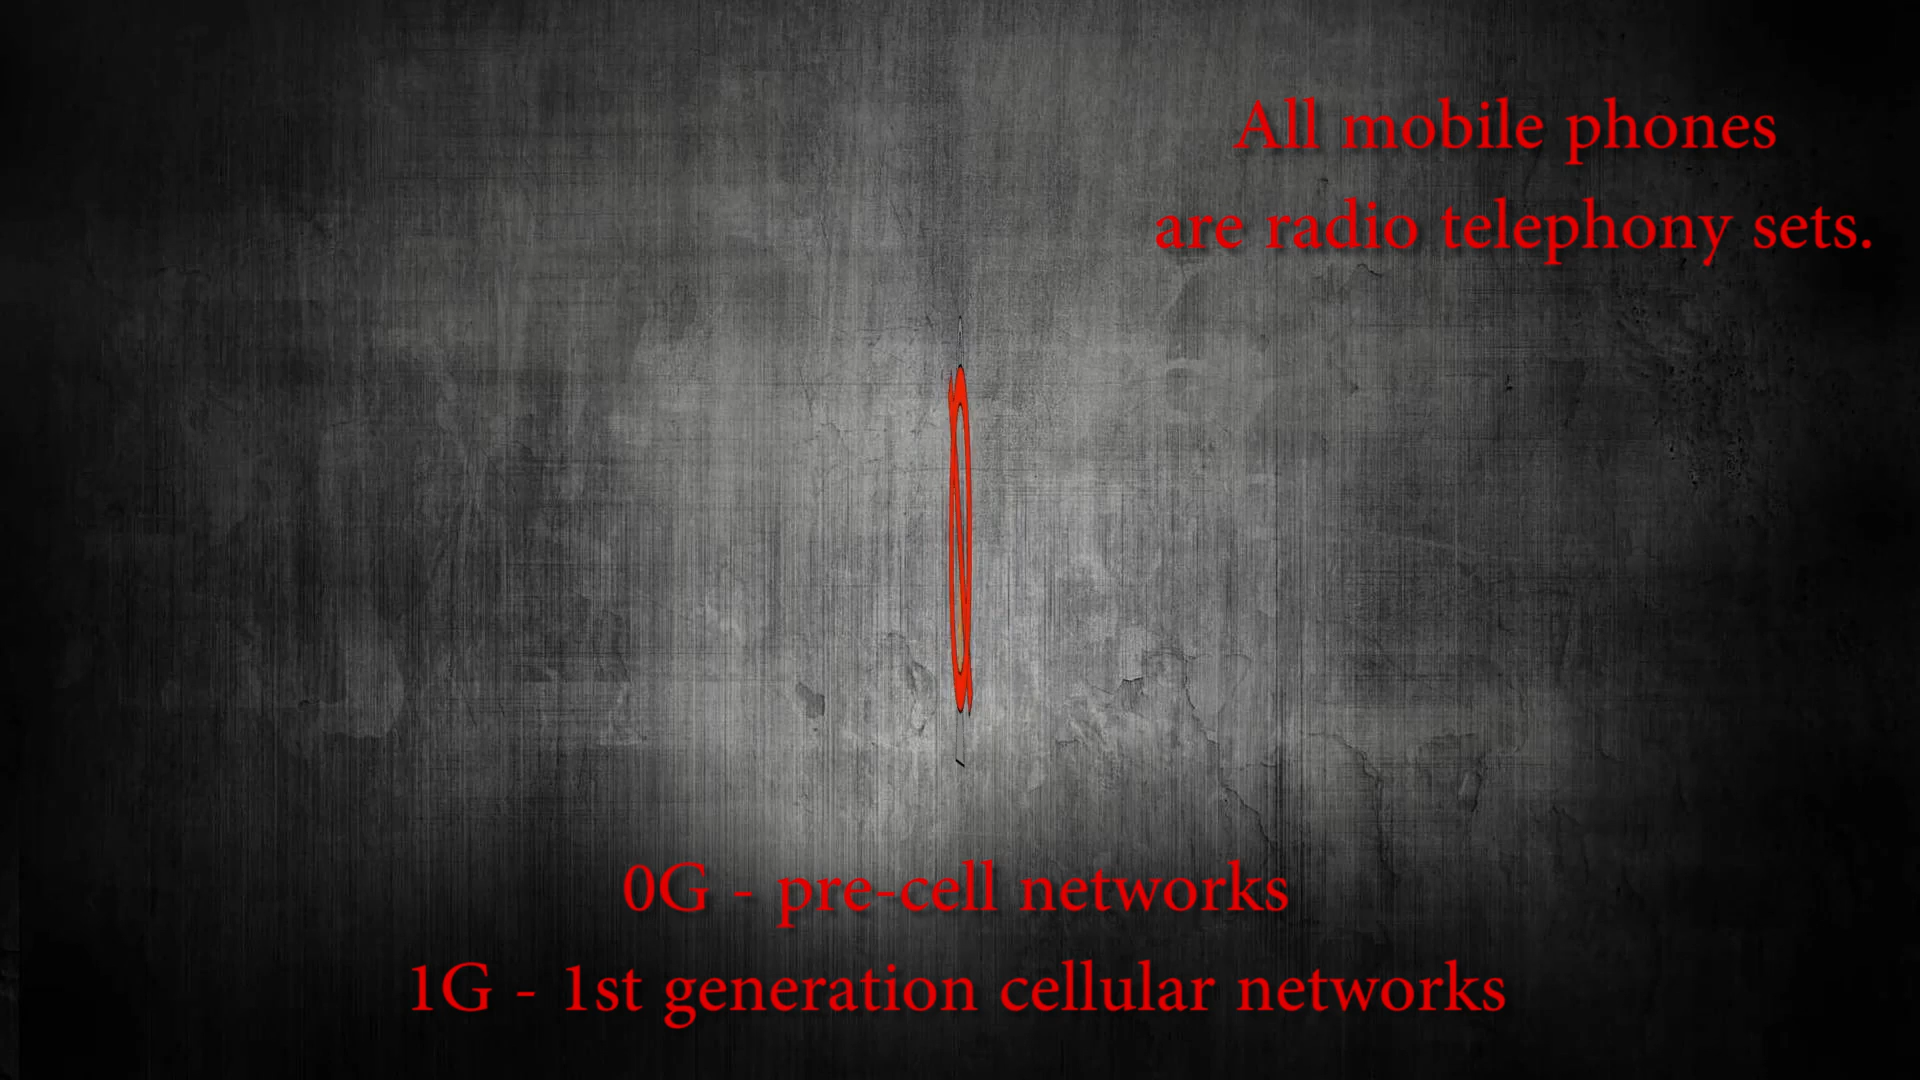 All mobile phones
are radio telephony sets.
0G - pre-cell networks
1G - 1st generation cellular networks